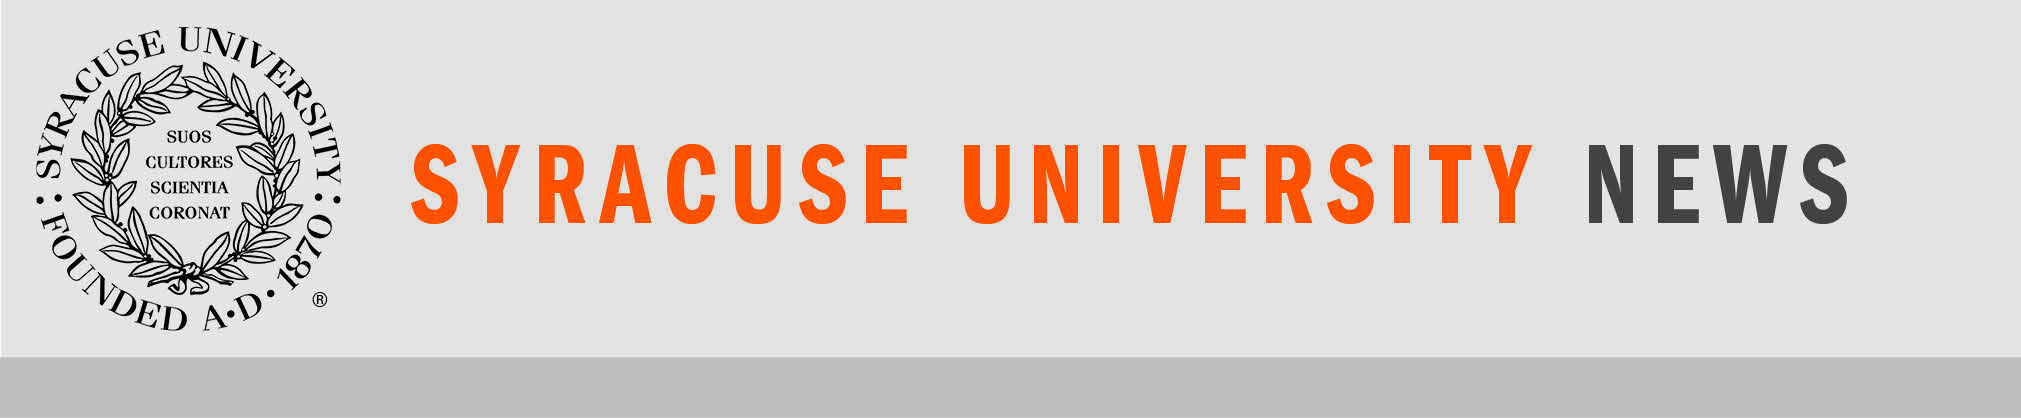 SYRACUSE UNIVERSITY
SUOS
CULTORES
SCIENTIA
CORONAT
FOUNDED A·D·1870
®
SYRACUSE UNIVERSITY NEWS